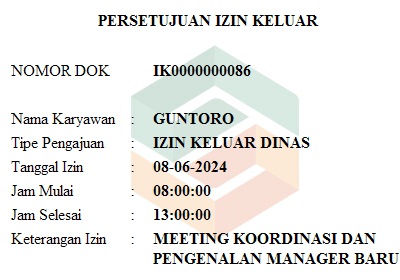 PERSETUJUAN IZIN KELUAR
NOMOR DOK IK0000000086
Nama Karyawan : GUNTORO
Tipe Pengajuan : IZIN KELUAR DINAS
Tanggal Izin : 08-06-2024
Jam Mulai : 08:00:00
Jam Selesai : 13:00:00
Keterangan Izin : MEETING KOORDINASI DAN
PENGENALAN MANAGER BARU